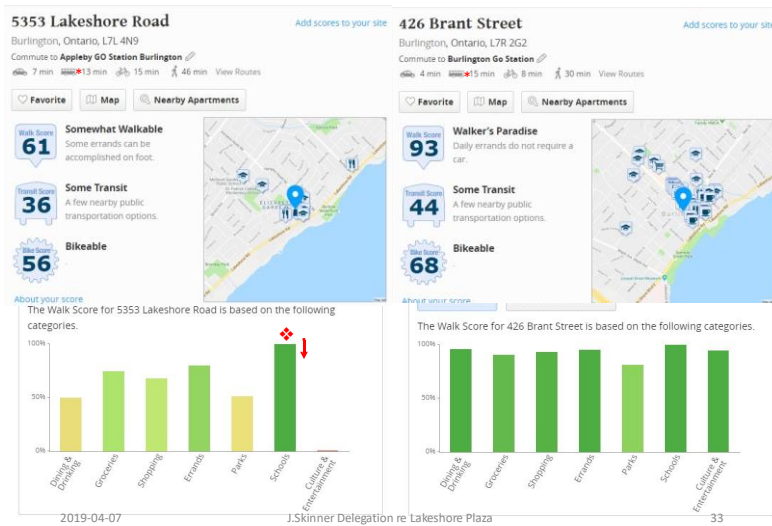 5353 Lakeshore Road
Add scores to your site
Burlington, Ontario, L7L 4N9
Commute to Appleby GO Station Burlington
7 min *13 min 15 min 46 min View Routes
Favorite Map Nearby Apartments
Walk Score
61
Somewhat Walkable
Some errands can be
accomplished on foot.
Transit Score
36
Some Transit
A few nearby public
transportation options.
Bike Score
56
Bikeable
About your score
The Walk Score for 5353 Lakeshore Road is based on the following
categories.
100%
50%
0%
Dining &
Drinking
Groceries
Shopping
Errands
Parks
Schools
Culture &
Entertainment
426 Brant Street
Add scores to your site
Burlington, Ontario, L7R 2G2
Commute to Burlington Go Station
4 min *15 min 8 min 30 min View Routes
Favorite Map Nearby Apartments
Walk Score
93
Walker's Paradise
Daily errands do not require a
car.
Transit Score
44
Some Transit
A few nearby public
transportation options.
Bike Score
68
Bikeable
About your score
The Walk Score for 426 Brant Street is based on the following categories.
100%
50%
0%
Dining &
Drinking
Groceries
Shopping
Errands
Parks
Schools
Culture &
Entertainment
2019-04-07
J.Skinner Delegation re Lakeshore Plaza
33